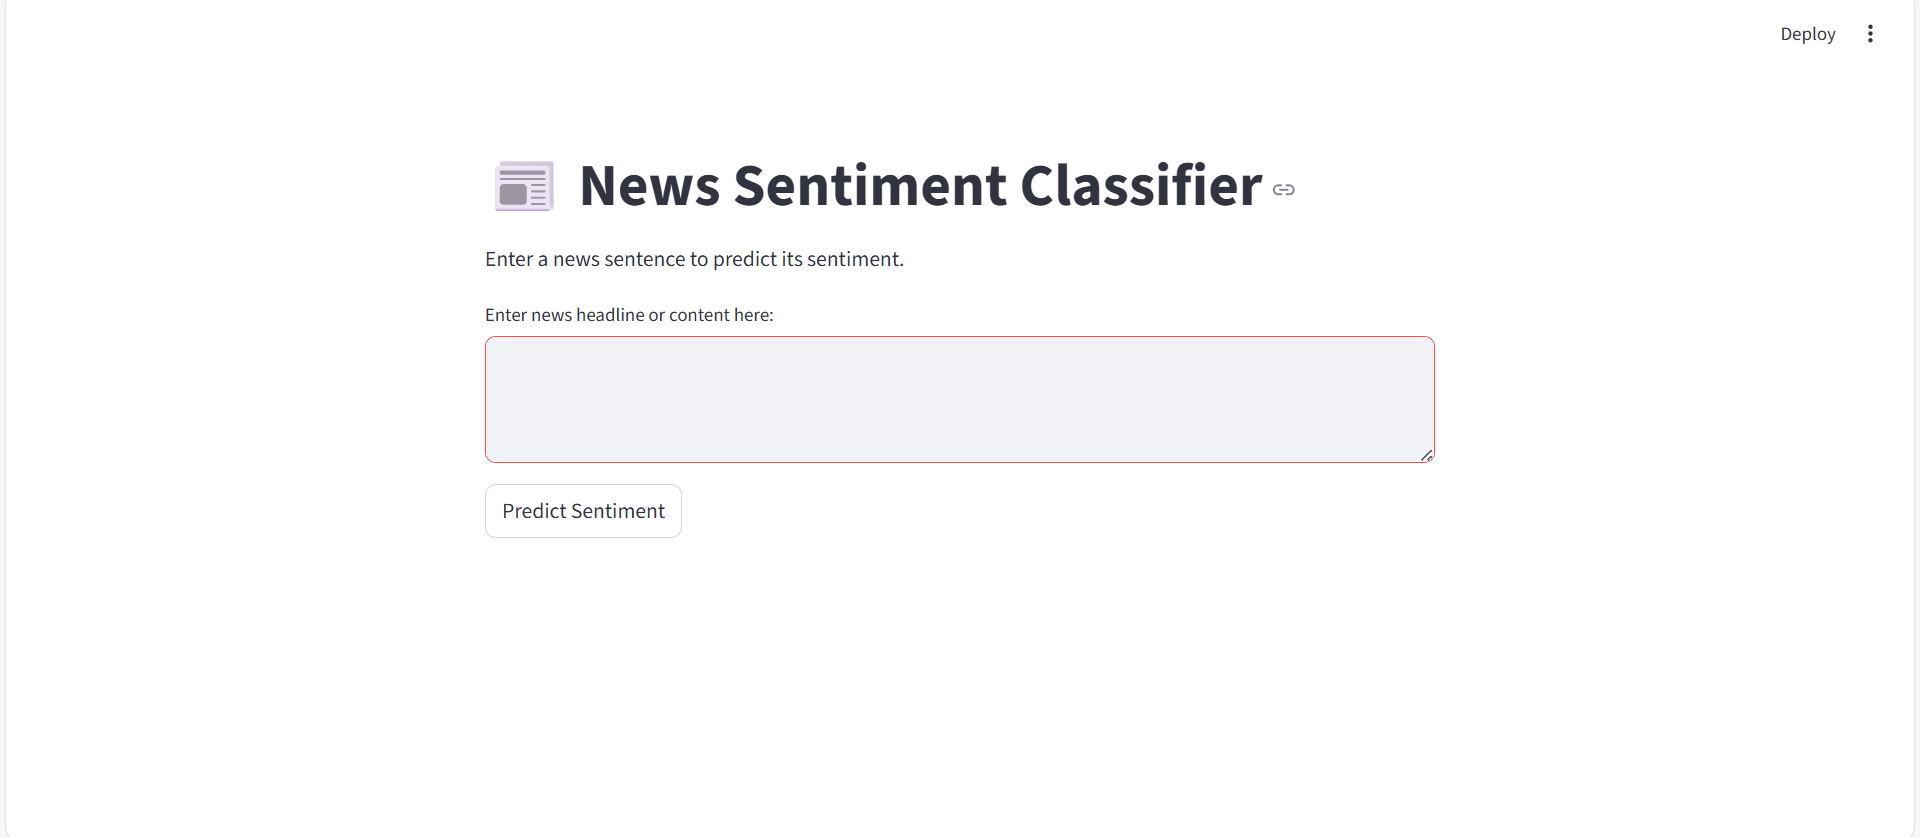 Deploy
News Sentiment Classifier
Enter a news sentence to predict its sentiment.
Enter news headline or content here:
Predict Sentiment